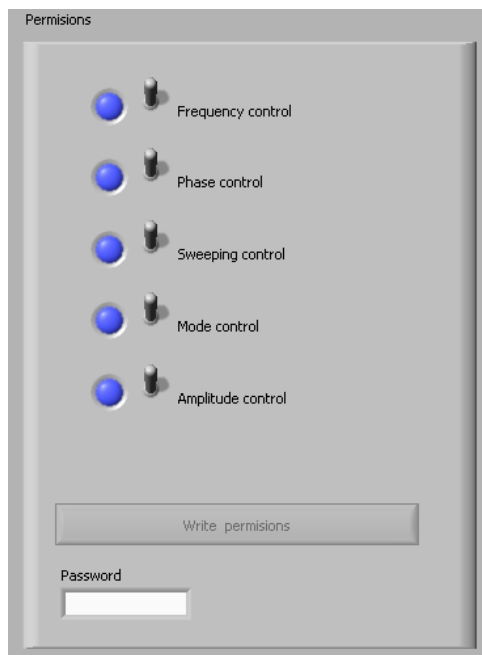 Permisions
Frequency control
Phase control
Sweeping control
Mode control
Amplitude control
Write permisions
Password